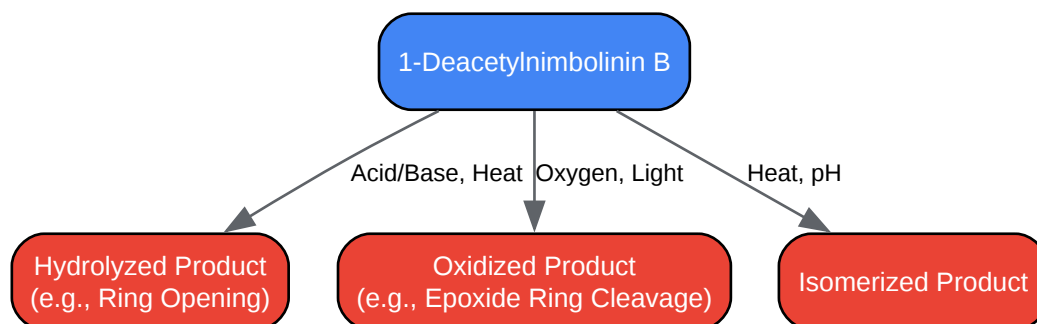 1-Deacetylnimbolinin B
Acid/Base, Heat
Oxygen, Light
Heat, pH
Hydrolyzed Product
(e.g., Ring Opening)
Oxidized Product
(e.g., Epoxide Ring Cleavage)
Isomerized Product